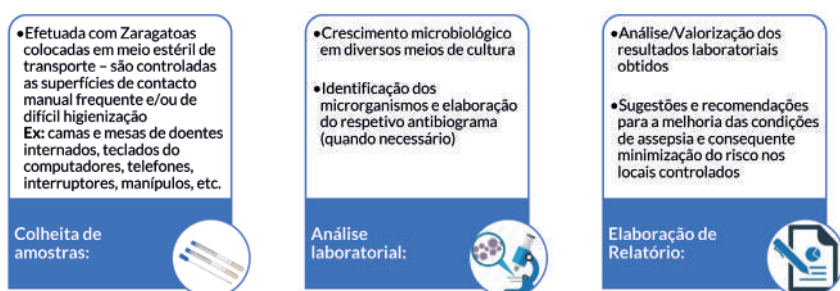 •Efetuada com Zaragatoas
colocadas em meio estéril de
transporte – são controladas
as superfícies de contacto
manual frequente e/ou de
difícil higienização
Ex: camas e mesas de doentes
internados, teclados do
computadores, telefones,
interruptores, manípulos, etc.
Colheita de
amostras:
•Crescimento microbiológico
em diversos meios de cultura
•Identificação dos
microrganismos e elaboração
do respetivo antibiograma
(quando necessário)
Análise
laboratorial:
•Análise/Valorização dos
resultados laboratoriais
obtidos
•Sugestões e recomendações
para a melhoria das condições
de assepsia e consequente
minimização do risco nos
locais controlados
Elaboração de
Relatório: